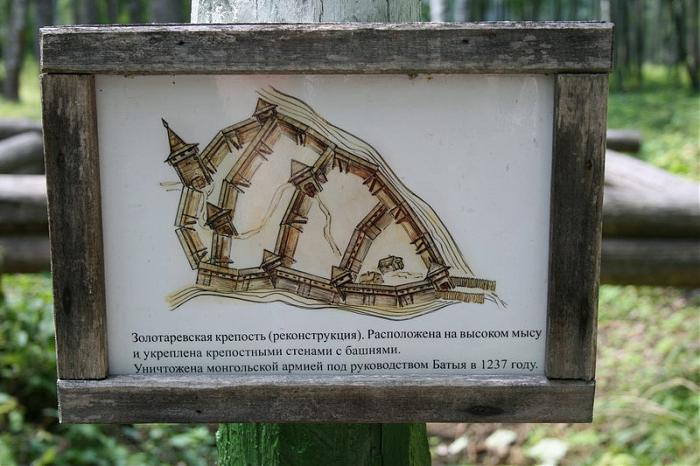 Золотаревская крепость (реконструкция). Расположена на высоком мысу
и укреплена крепостными стенами с башнями.
Уничтожена монгольской армией под руководством Батыя в 1237 году.